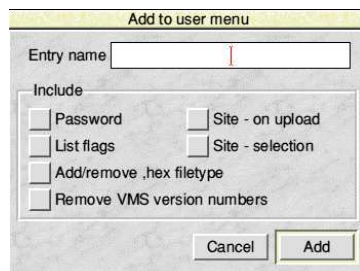 Add to user menu
Entry name
Include
Password
Site - on upload
List flags
Site - selection
Add/remove ,hex filetype
Remove VMS version numbers
Cancel
Add